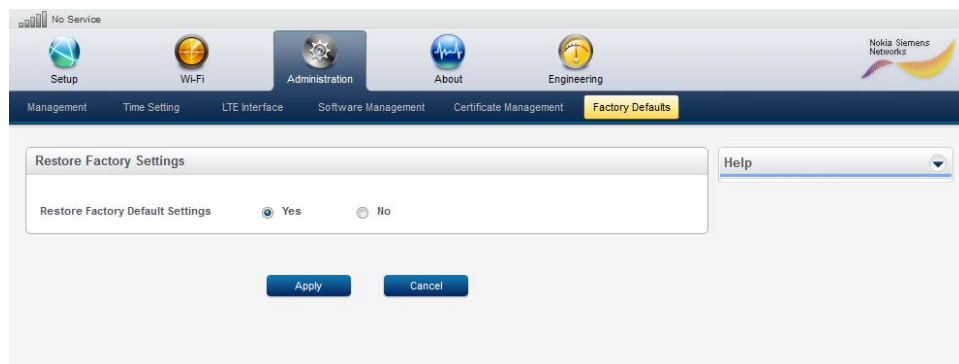 No Service
Setup
Wi-Fi
Administration
About
Engineering
Nokia Siemens
Networks
Management
Time Setting
LTE Interface
Software Management
Certificate Management
Factory Defaults
Restore Factory Settings
Help
Restore Factory Default Settings
Yes
No
Apply
Cancel